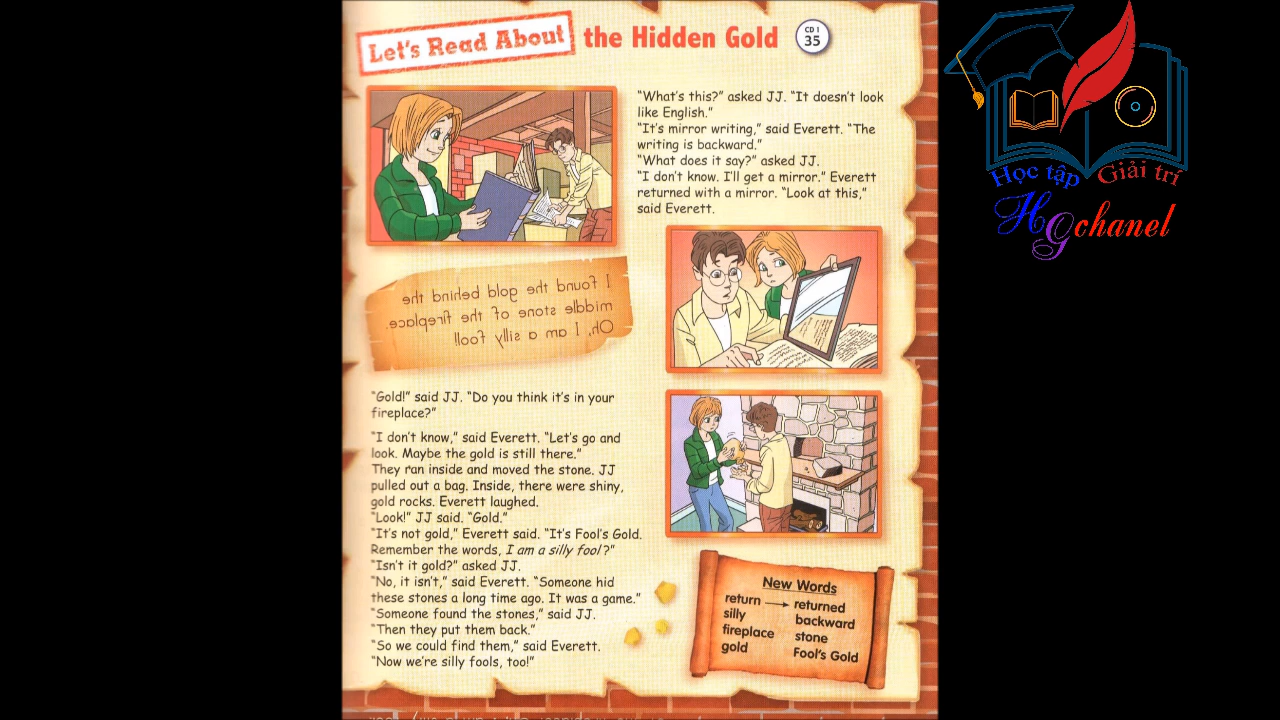 Let's Read About the Hidden Gold
CD 1
35
"What's this?" asked JJ. "It doesn't look
like English."
"It's mirror writing," said Everett. "The
writing is backward."
"What does it say?" asked JJ.
"I don't know. I'll get a mirror." Everett
returned with a mirror. "Look at this,"
said Everett.
I found the gold behind the
middle stone of the fireplace.
Oh, I am a silly fool!
"Gold!" said JJ. "Do you think it's in your
fireplace?"
"I don't know," said Everett. "Let's go and
look. Maybe the gold is still there."
They ran inside and moved the stone. JJ
pulled out a bag. Inside, there were shiny,
gold rocks. Everett laughed.
"Look!" JJ said. "Gold."
"It's not gold," Everett said. "It's Fool's Gold.
Remember the words, I am a silly fool?"
"Isn't it gold?" asked JJ.
"No, it isn't," said Everett. "Someone hid
these stones a long time ago. It was a game."
"Someone found the stones," said JJ.
"Then they put them back."
"So we could find them," said Everett.
"Now we're silly fools, too!"
New Words
return → returned
silly backward
fireplace stone
gold Fool's Gold
Học tập Giải trí
HGchanel